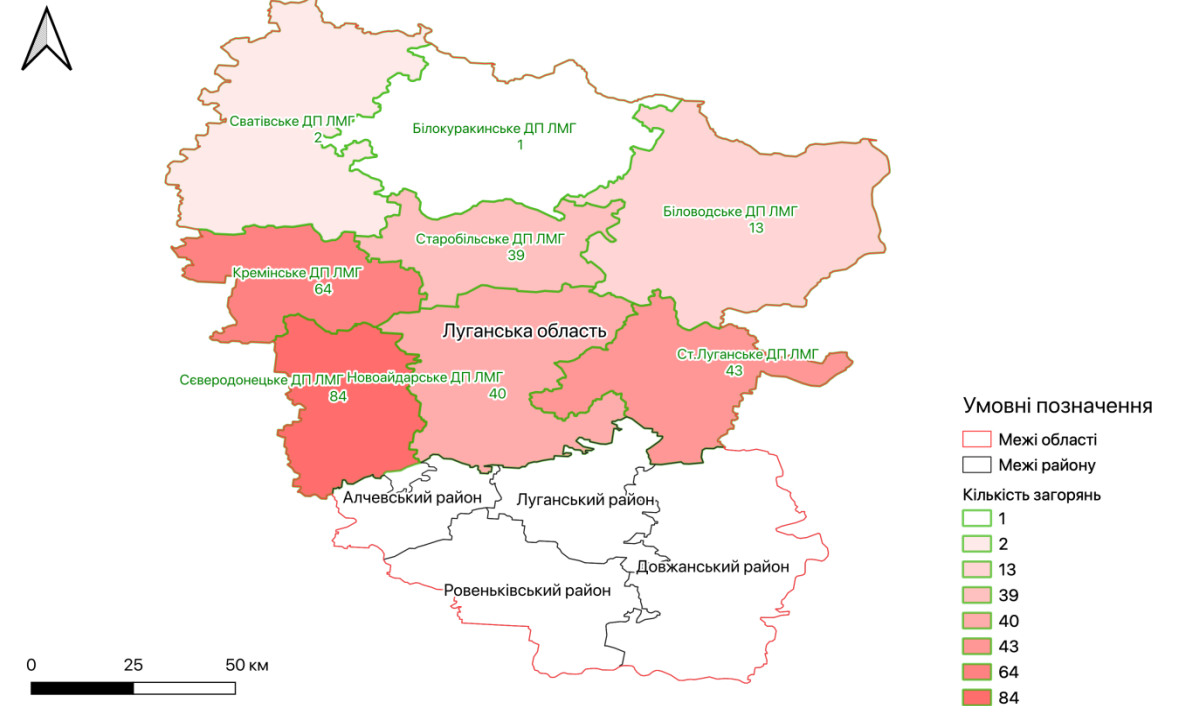 Сватівське ДП ЛМГ
2
Білокуракинське ДП ЛМГ
1
Біловодське ДП ЛМГ
13
Старобільське ДП ЛМГ
39
Кремінське ДП ЛМГ
64
Луганська область
Ст.Луганське ДП ЛМГ
43
Сєверодонецьке ДП ЛМГ
84
Новоайдарське ДП ЛМГ
40
Алчевський район
Луганський район
Довжанський район
Ровеньківський район
Умовні позначення
Межі області
Межі району
Кількість загорянь
1
2
13
39
40
43
64
84
0 25 50 км